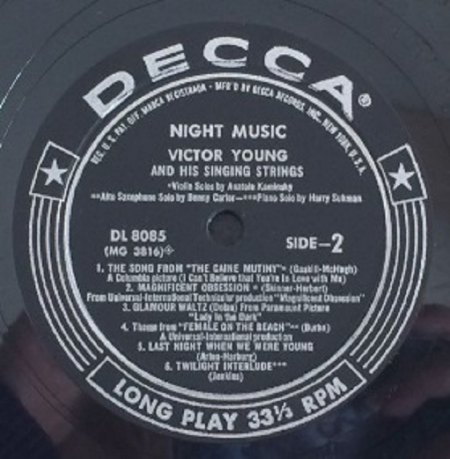 DECCA®
REG. U. S. PAT. OFF. MARCA REGISTRADA - MF'D BY DECCA RECORDS, INC., NEW YORK, U.S.A.
NIGHT MUSIC
VICTOR YOUNG
AND HIS SINGING STRINGS
*Violin Solos by Anatole Kaminsky
**Alto Saxophone Solo by Benny Carter-***Piano Solo by Harry Sukman
DL 8085
SIDE-2
(MG 3816)
1. THE SONG FROM "THE CAINE MUTINY"* (Gaskill-McHugh)
A Columbia picture (I Can't Believe that You're In Love with Me)
2. MAGNIFICENT OBSESSION* (Skinner-Herbert)
From Universal-International Technicolor production "Magnificent Obsession"
3. GLAMOUR WALTZ (Dolan) From Paramount Picture
"Lady in the Dark"
4. Theme from "FEMALE ON THE BEACH"** (Burke)
A Universal-International production
5. LAST NIGHT WHEN WE WERE YOUNG
(Arlen-Harburg)
6. TWILIGHT INTERLUDE***
(Jenkins)
LONG PLAY 33⅓ RPM